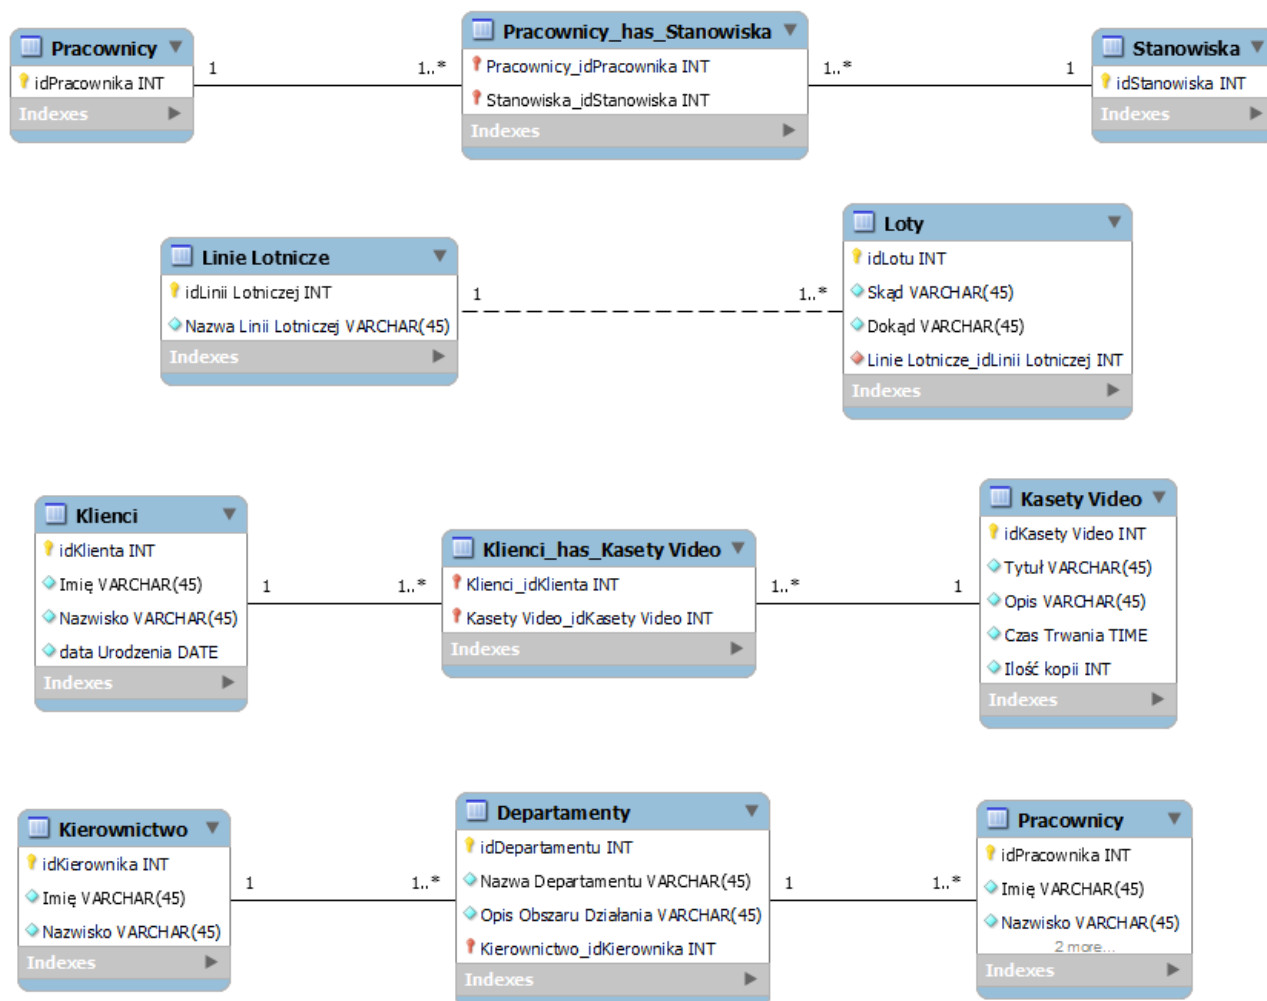 Pracownicy
idPracownika INT
Indexes
1
1..*
Pracownicy_has_Stanowiska
Pracownicy_idPracownika INT
Stanowiska_idStanowiska INT
Indexes
1..*
1
Stanowiska
idStanowiska INT
Indexes
Linie Lotnicze
idLinii Lotniczej INT
Nazwa Linii Lotniczej VARCHAR(45)
Indexes
1
1..*
Loty
idLotu INT
Skąd VARCHAR(45)
Dokąd VARCHAR(45)
Linie Lotnicze_idLinii Lotniczej INT
Indexes
Klienci
idKlienta INT
Imię VARCHAR(45)
Nazwisko VARCHAR(45)
data Urodzenia DATE
Indexes
1
1..*
Klienci_has_Kasety Video
Klienci_idKlienta INT
Kasety Video_idKasety Video INT
Indexes
1..*
1
Kasety Video
idKasety Video INT
Tytuł VARCHAR(45)
Opis VARCHAR(45)
Czas Trwania TIME
Ilość kopii INT
Indexes
Kierownictwo
idKierownika INT
Imię VARCHAR(45)
Nazwisko VARCHAR(45)
Indexes
1
1..*
Departamenty
idDepartamentu INT
Nazwa Departamentu VARCHAR(45)
Opis Obszaru Działania VARCHAR(45)
Kierownictwo_idKierownika INT
Indexes
1
1..*
Pracownicy
idPracownika INT
Imię VARCHAR(45)
Nazwisko VARCHAR(45)
2 more...
Indexes